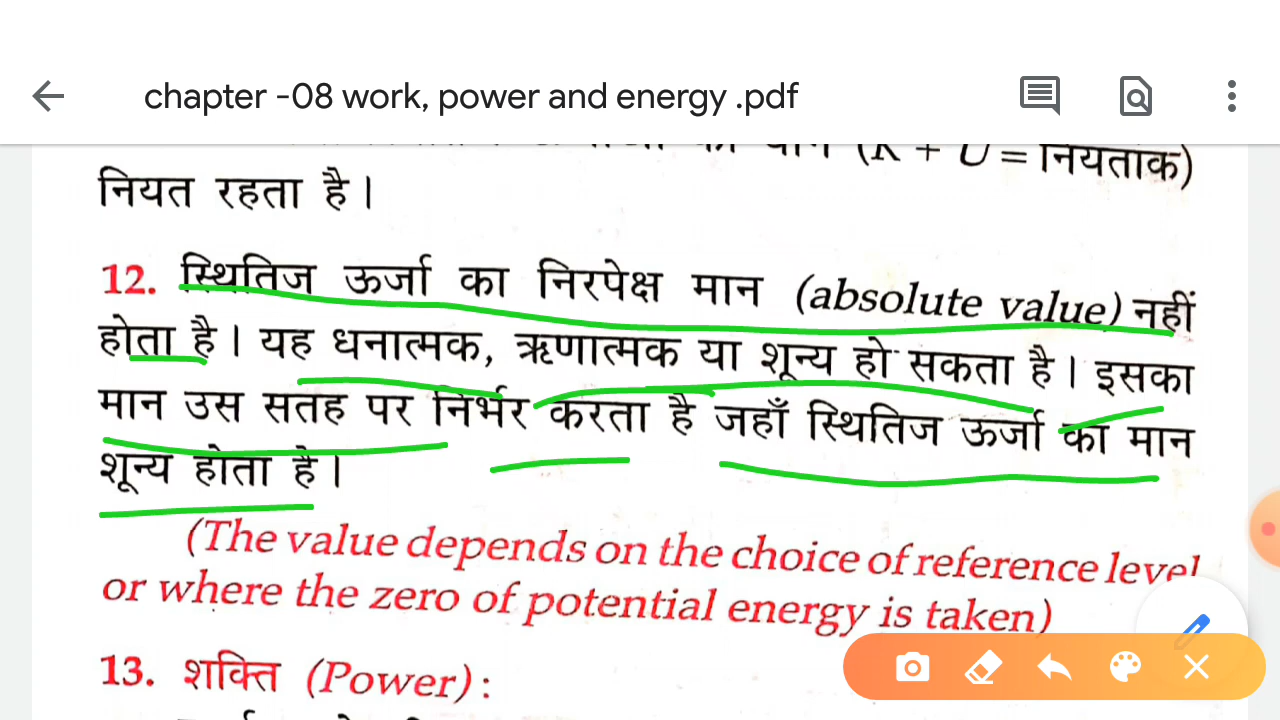 chapter -08 work, power and energy .pdf
(K + U = नियतांक)
नियत रहता है।
12. स्थितिज ऊर्जा का निरपेक्ष मान (absolute value) नहीं
होता है। यह धनात्मक, ऋणात्मक या शून्य हो सकता है। इसका
मान उस सतह पर निर्भर करता है जहाँ स्थितिज ऊर्जा का मान
शून्य होता है।
(The value depends on the choice of reference level
or where the zero of potential energy is taken)
13. शक्ति (Power) :